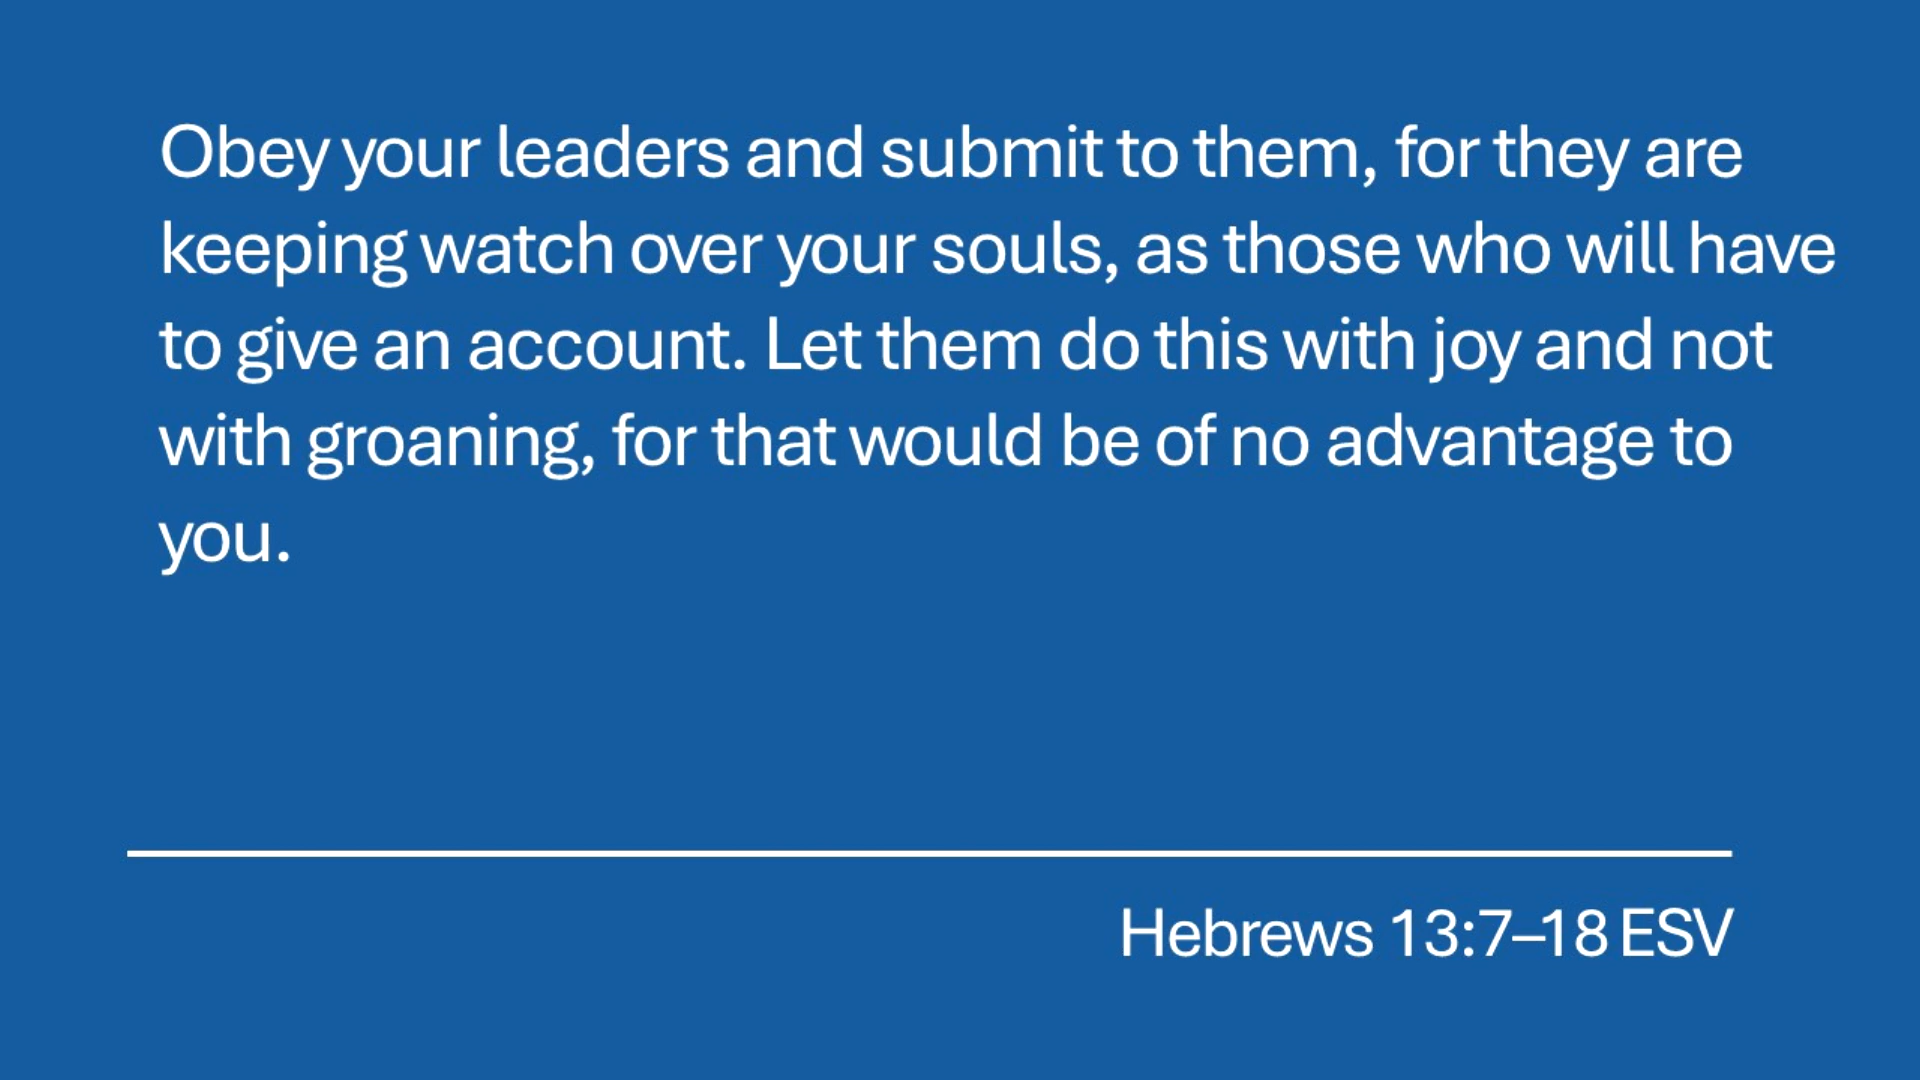 Obey your leaders and submit to them, for they are
keeping watch over your souls, as those who will have
to give an account. Let them do this with joy and not
with groaning, for that would be of no advantage to
you.
Hebrews 13:7–18 ESV